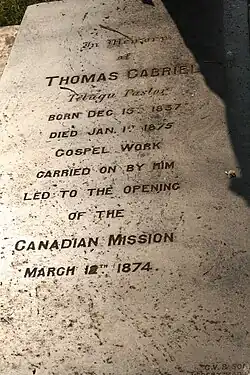 In Memory
of
THOMAS GABRIEL
Telugu Pastor
BORN DEC. 15TH 1837
DIED JAN. 1ST 1875
GOSPEL WORK
CARRIED ON BY HIM
LED TO THE OPENING
OF THE
CANADIAN MISSION
MARCH 12TH 1874.